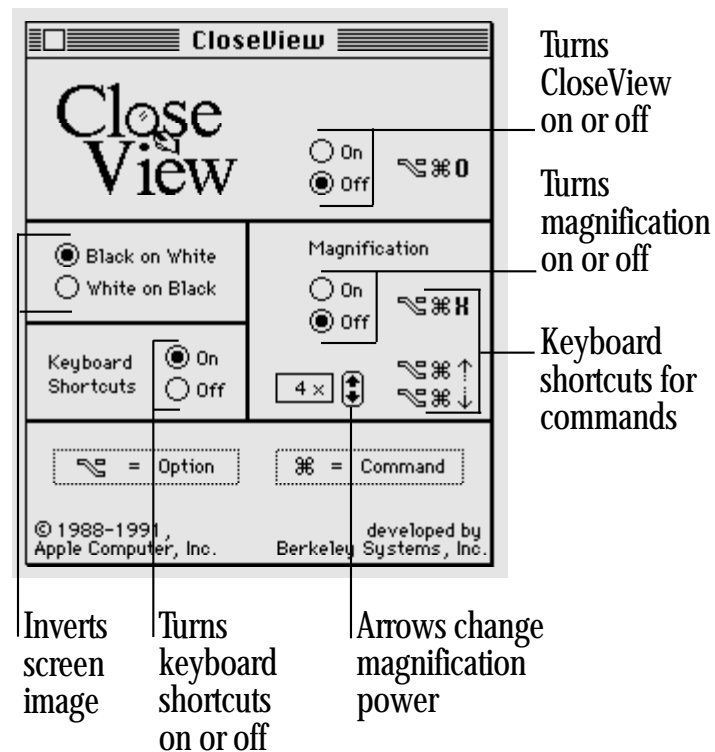 CloseView
Close
View
On
Off
⌥⌘O
Black on White
White on Black
Keyboard
Shortcuts
On
Off
Magnification
On
Off
⌥⌘X
4 x
⌥⌘↑
⌥⌘↓
⌥ = Option
⌘ = Command
© 1988-1991,
Apple Computer, Inc.
developed by
Berkeley Systems, Inc.
Turns
CloseView
on or off
Turns
magnification
on or off
Keyboard
shortcuts for
commands
Inverts
screen
image
Turns
keyboard
shortcuts
on or off
Arrows change
magnification
power